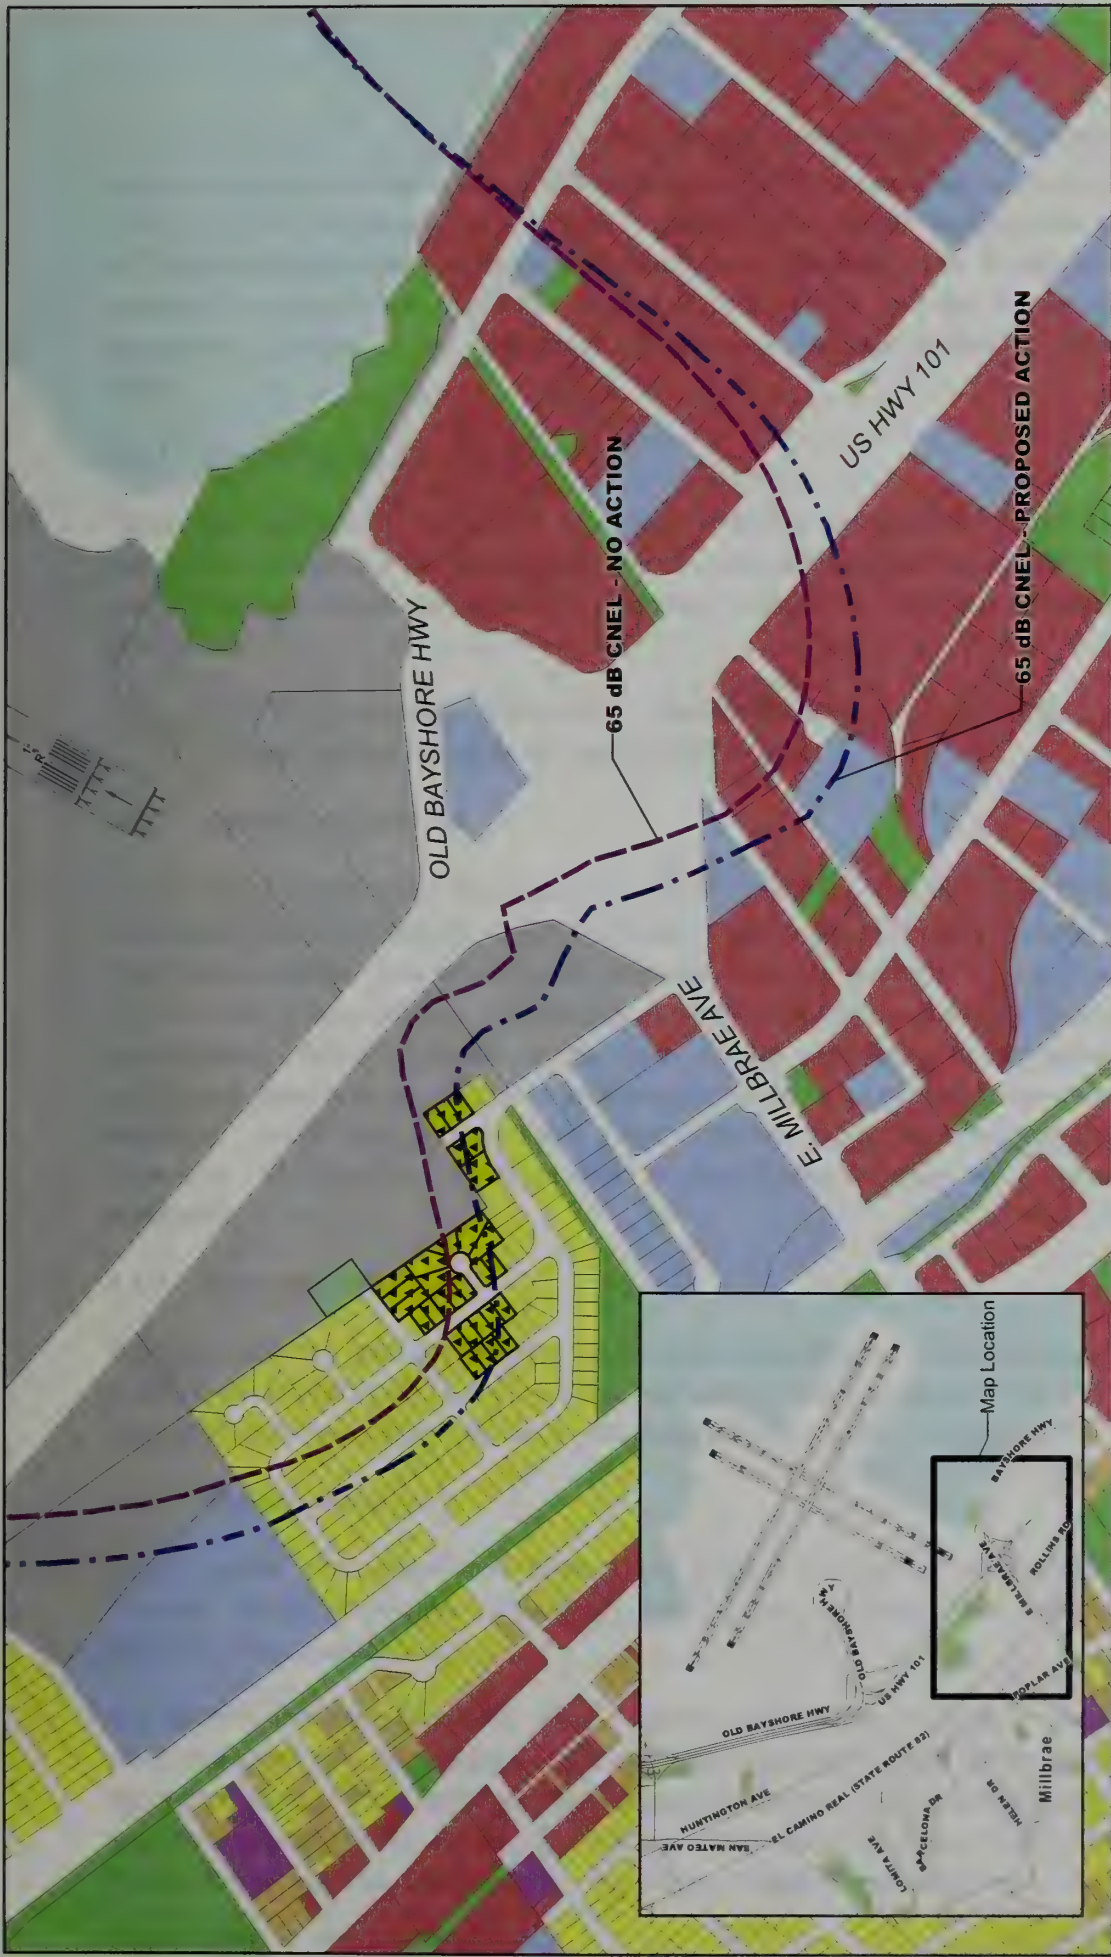 OLD BAYSHORE HWY
65 dB CNEL - NO ACTION
US HWY 101
65 dB CNEL - PROPOSED ACTION
E. MILLBRAE AVE
Map Location
BAYSHORE HWY
E MILLBRAE AVE
ROLLINS RD
POPLAR AVE
OLD BAYSHORE HWY
US HWY 101
OLD BAYSHORE HWY
EL CAMINO REAL (STATE ROUTE 82)
HUNTINGTON AVE
SAN MATEO AVE
BARCELONA DR
LOMITA AVE
HELEN DR
Millbrae